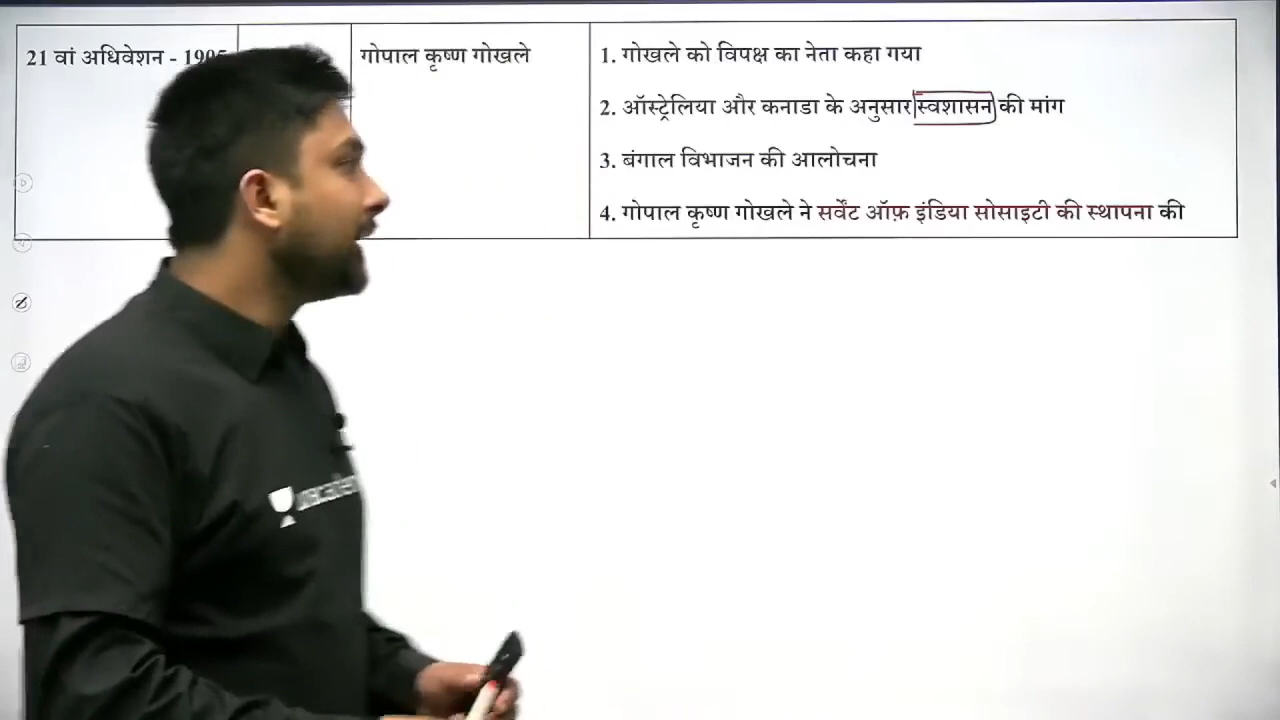 21 वां अधिवेशन - 1905
गोपाल कृष्ण गोखले
1. गोखले को विपक्ष का नेता कहा गया
2. ऑस्ट्रेलिया और कनाडा के अनुसार स्वशासन की मांग
3. बंगाल विभाजन की आलोचना
4. गोपाल कृष्ण गोखले ने सर्वेंट ऑफ़ इंडिया सोसाइटी की स्थापना की